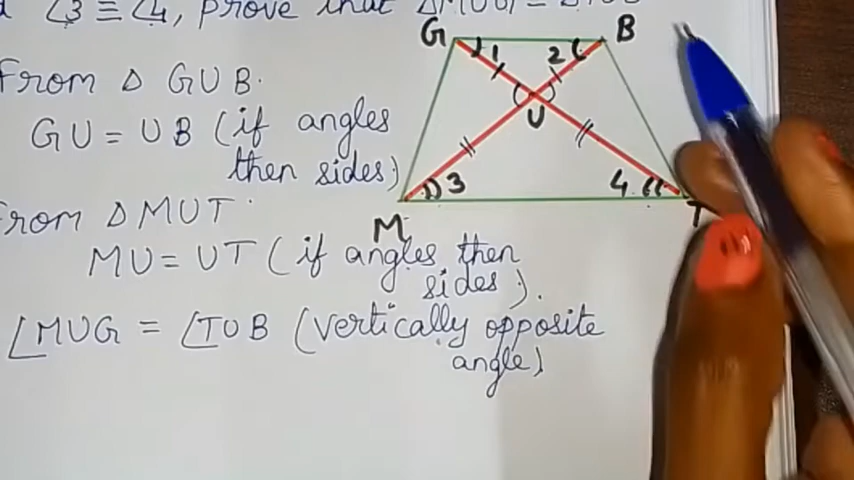 ∠3 ≅ ∠4, prove that
From △ GUB.
GU = UB (if angles
then sides)
From △MUT.
MU = UT (if angles then
sides).
∠MUG = ∠TUB (vertically opposite
angle)
G
B
1
2
U
3
4
M
T